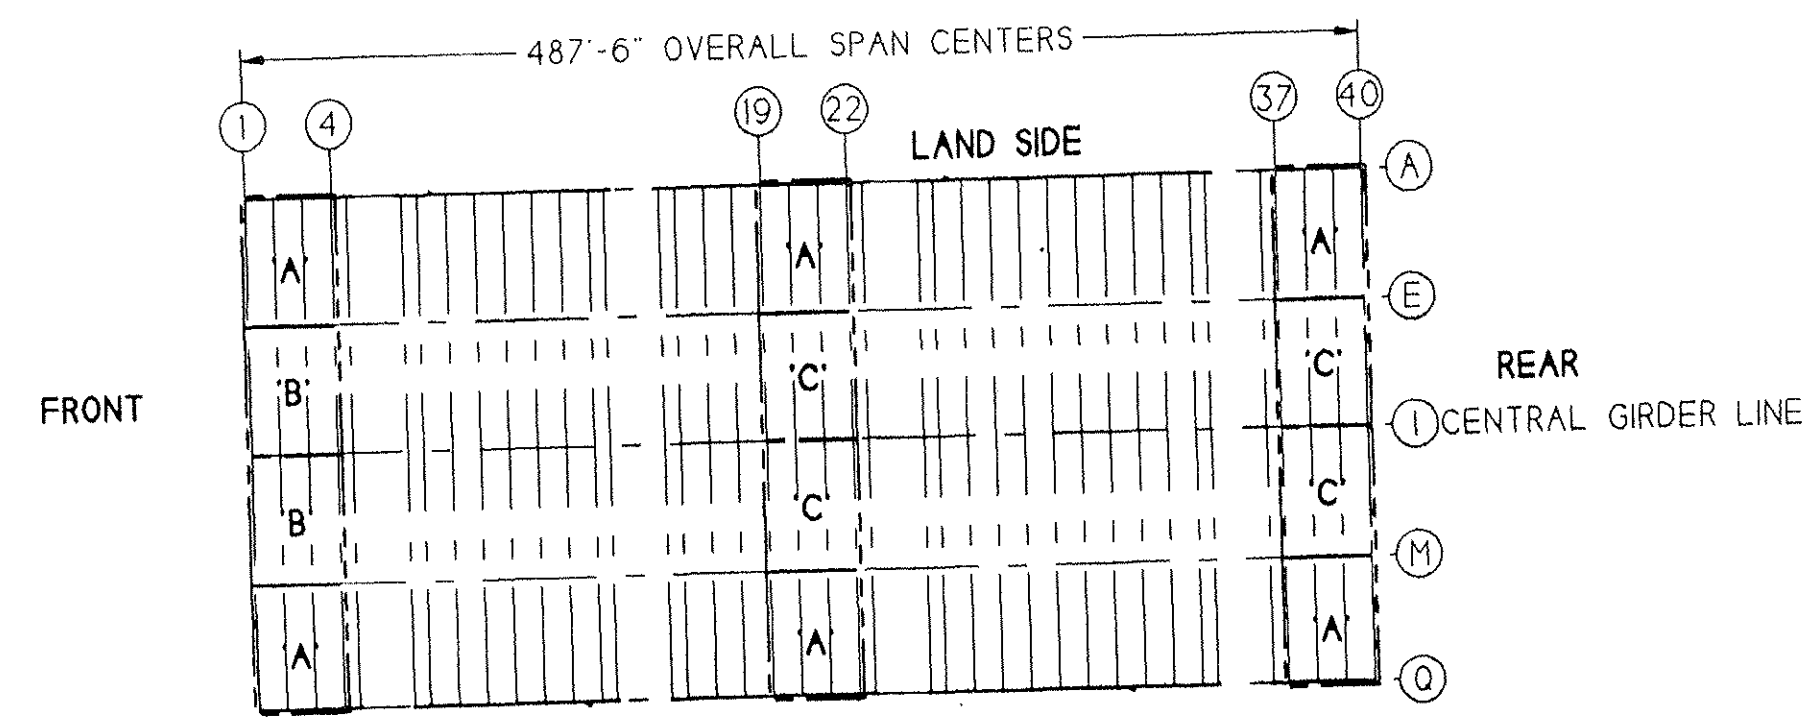 487'-6" OVERALL SPAN CENTERS
1 4 19 22 37 40
LAND SIDE
A
'A' 'A' 'A'
E
'B' 'C' 'C'
FRONT
REAR
I CENTRAL GIRDER LINE
'B' 'C' 'C'
M
'A' 'A' 'A'
Q